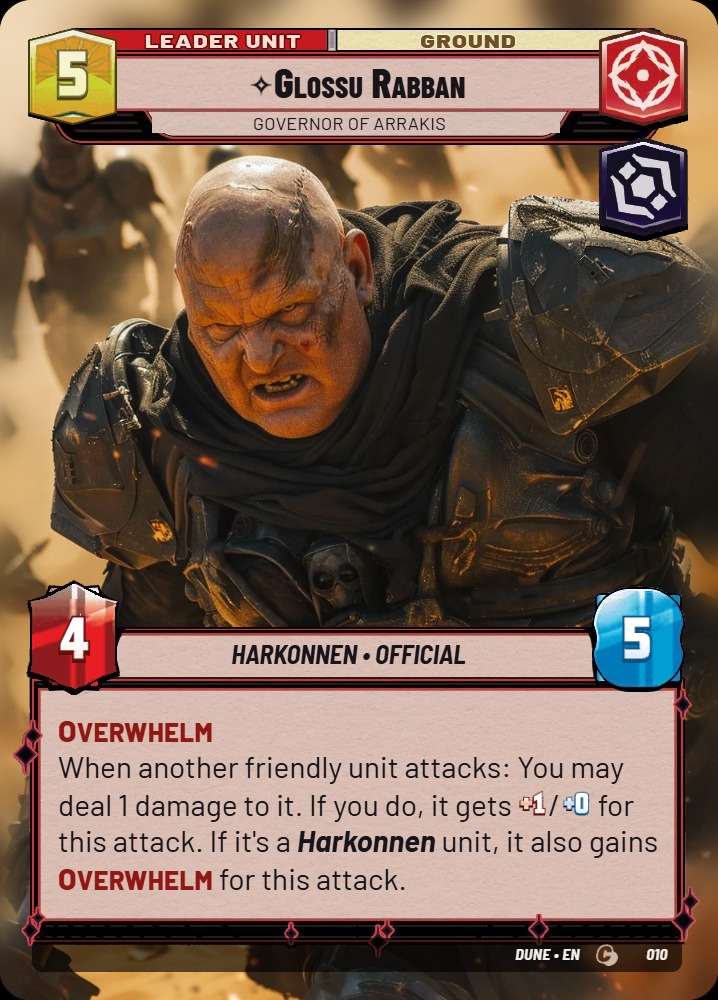 LEADER UNIT GROUND
5
✧GLOSSU RABBAN
GOVERNOR OF ARRAKIS
4
HARKONNEN • OFFICIAL
5
OVERWHELM
When another friendly unit attacks: You may
deal 1 damage to it. If you do, it gets +1/+0 for
this attack. If it's a Harkonnen unit, it also gains
OVERWHELM for this attack.
DUNE • EN C 010